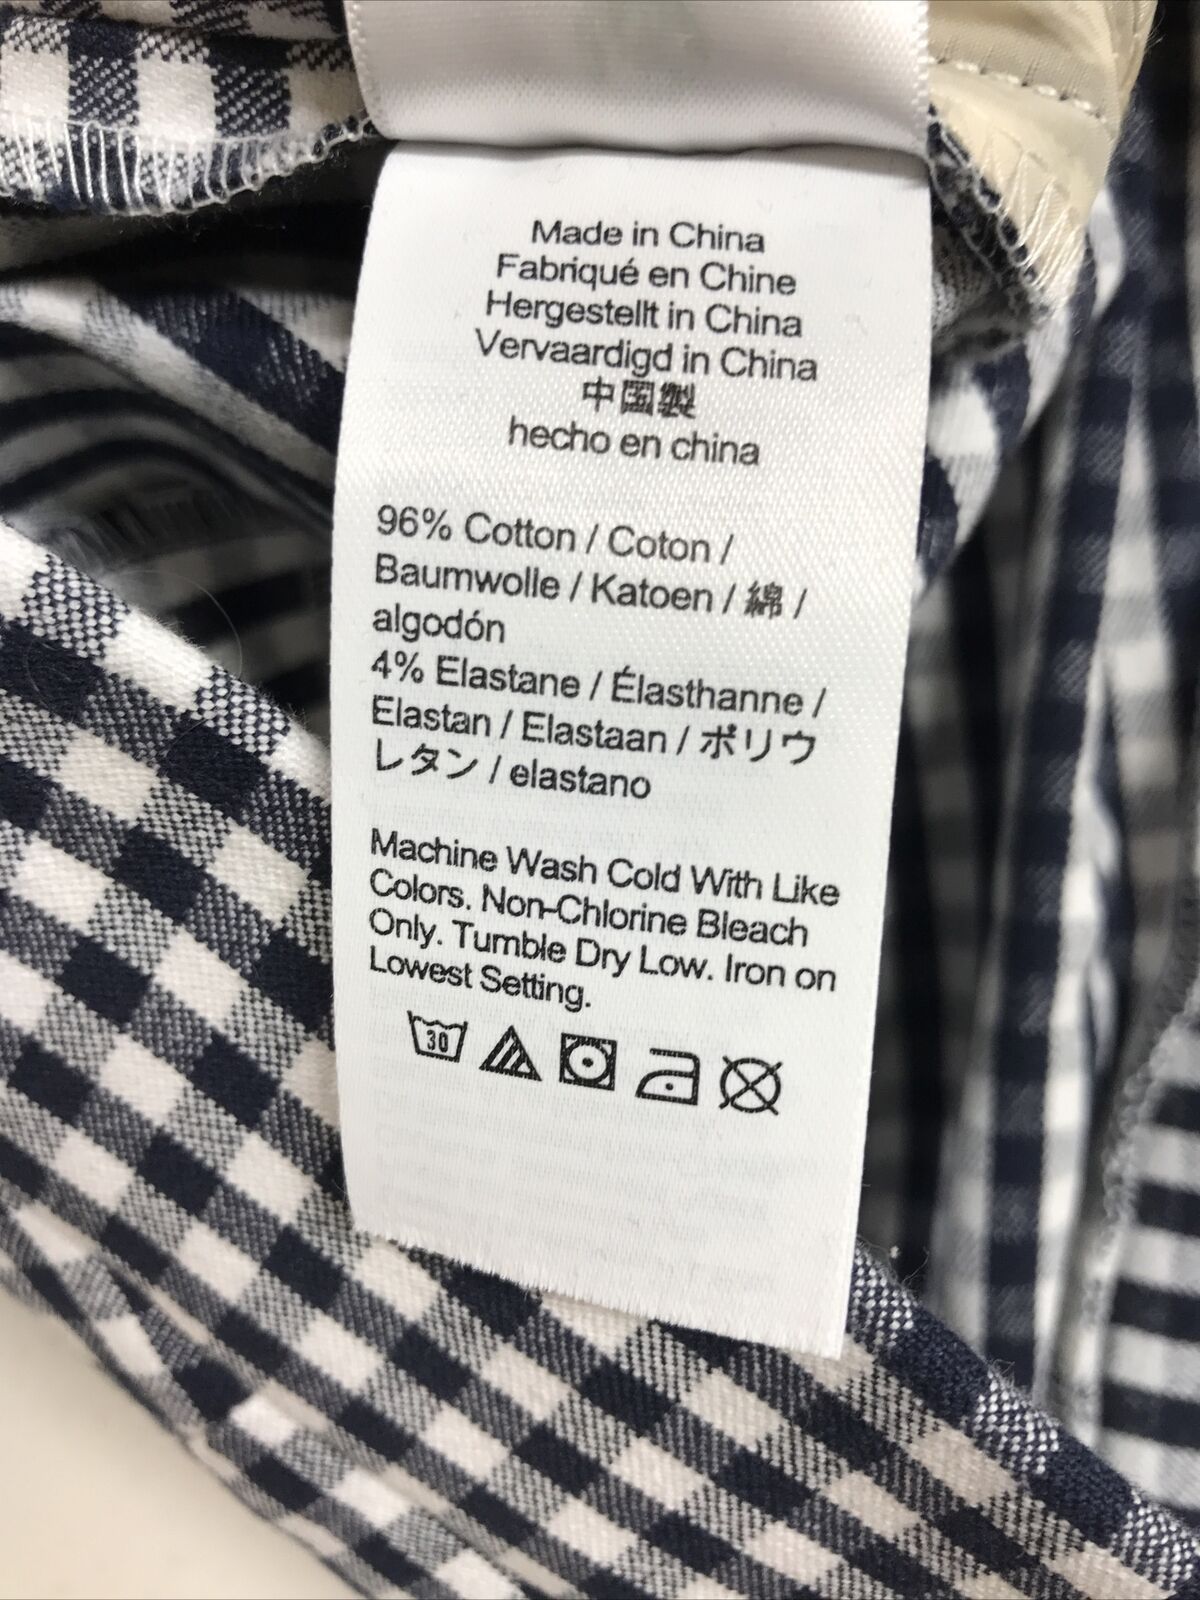 Made in China
Fabriqué en Chine
Hergestellt in China
Vervaardigd in China
中国製
hecho en china
96% Cotton / Coton /
Baumwolle / Katoen / 綿 /
algodón
4% Elastane / Élasthanne /
Elastan / Elastaan / ポリウ
レタン / elastano
Machine Wash Cold With Like
Colors. Non-Chlorine Bleach
Only. Tumble Dry Low. Iron on
Lowest Setting.
30